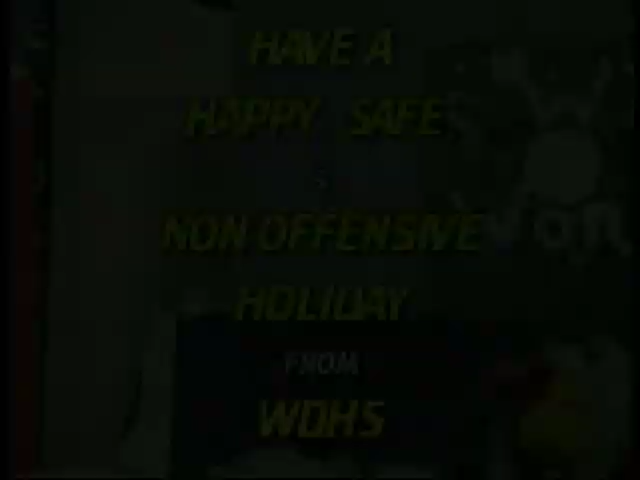 HAVE A
HAPPY SAFE
&
NON-OFFENSIVE
HOLIDAY
FROM
WDHS